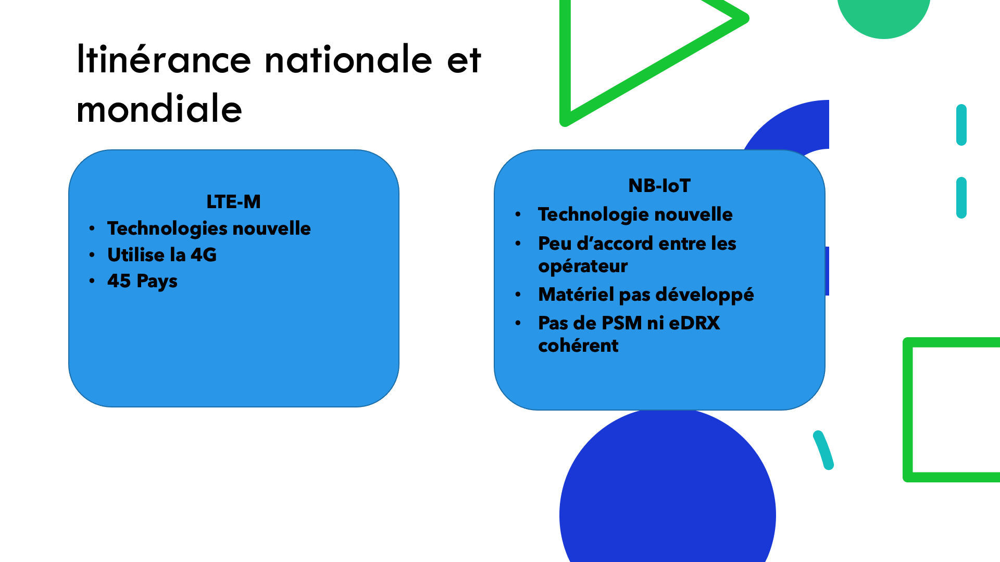 Itinérance nationale et
mondiale
LTE-M
• Technologies nouvelle
• Utilise la 4G
• 45 Pays
NB-IoT
• Technologie nouvelle
• Peu d’accord entre les
opérateur
• Matériel pas développé
• Pas de PSM ni eDRX
cohérent